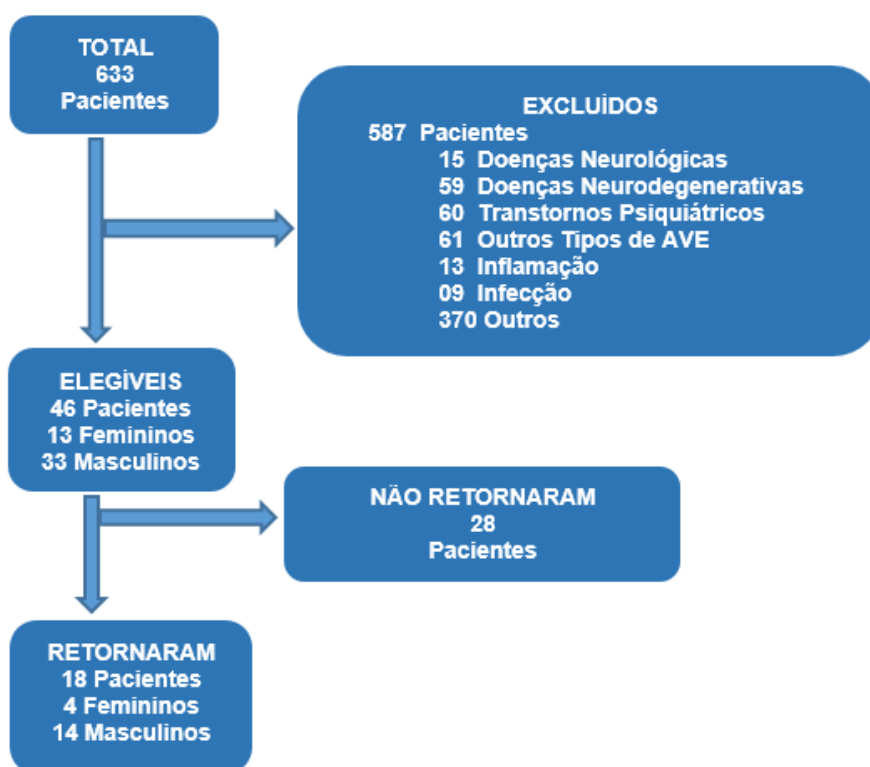 TOTAL
633
Pacientes
EXCLUÍDOS
587 Pacientes
15 Doenças Neurológicas
59 Doenças Neurodegenerativas
60 Transtornos Psiquiátricos
61 Outros Tipos de AVE
13 Inflamação
09 Infecção
370 Outros
ELEGÍVEIS
46 Pacientes
13 Femininos
33 Masculinos
NÃO RETORNARAM
28
Pacientes
RETORNARAM
18 Pacientes
4 Femininos
14 Masculinos